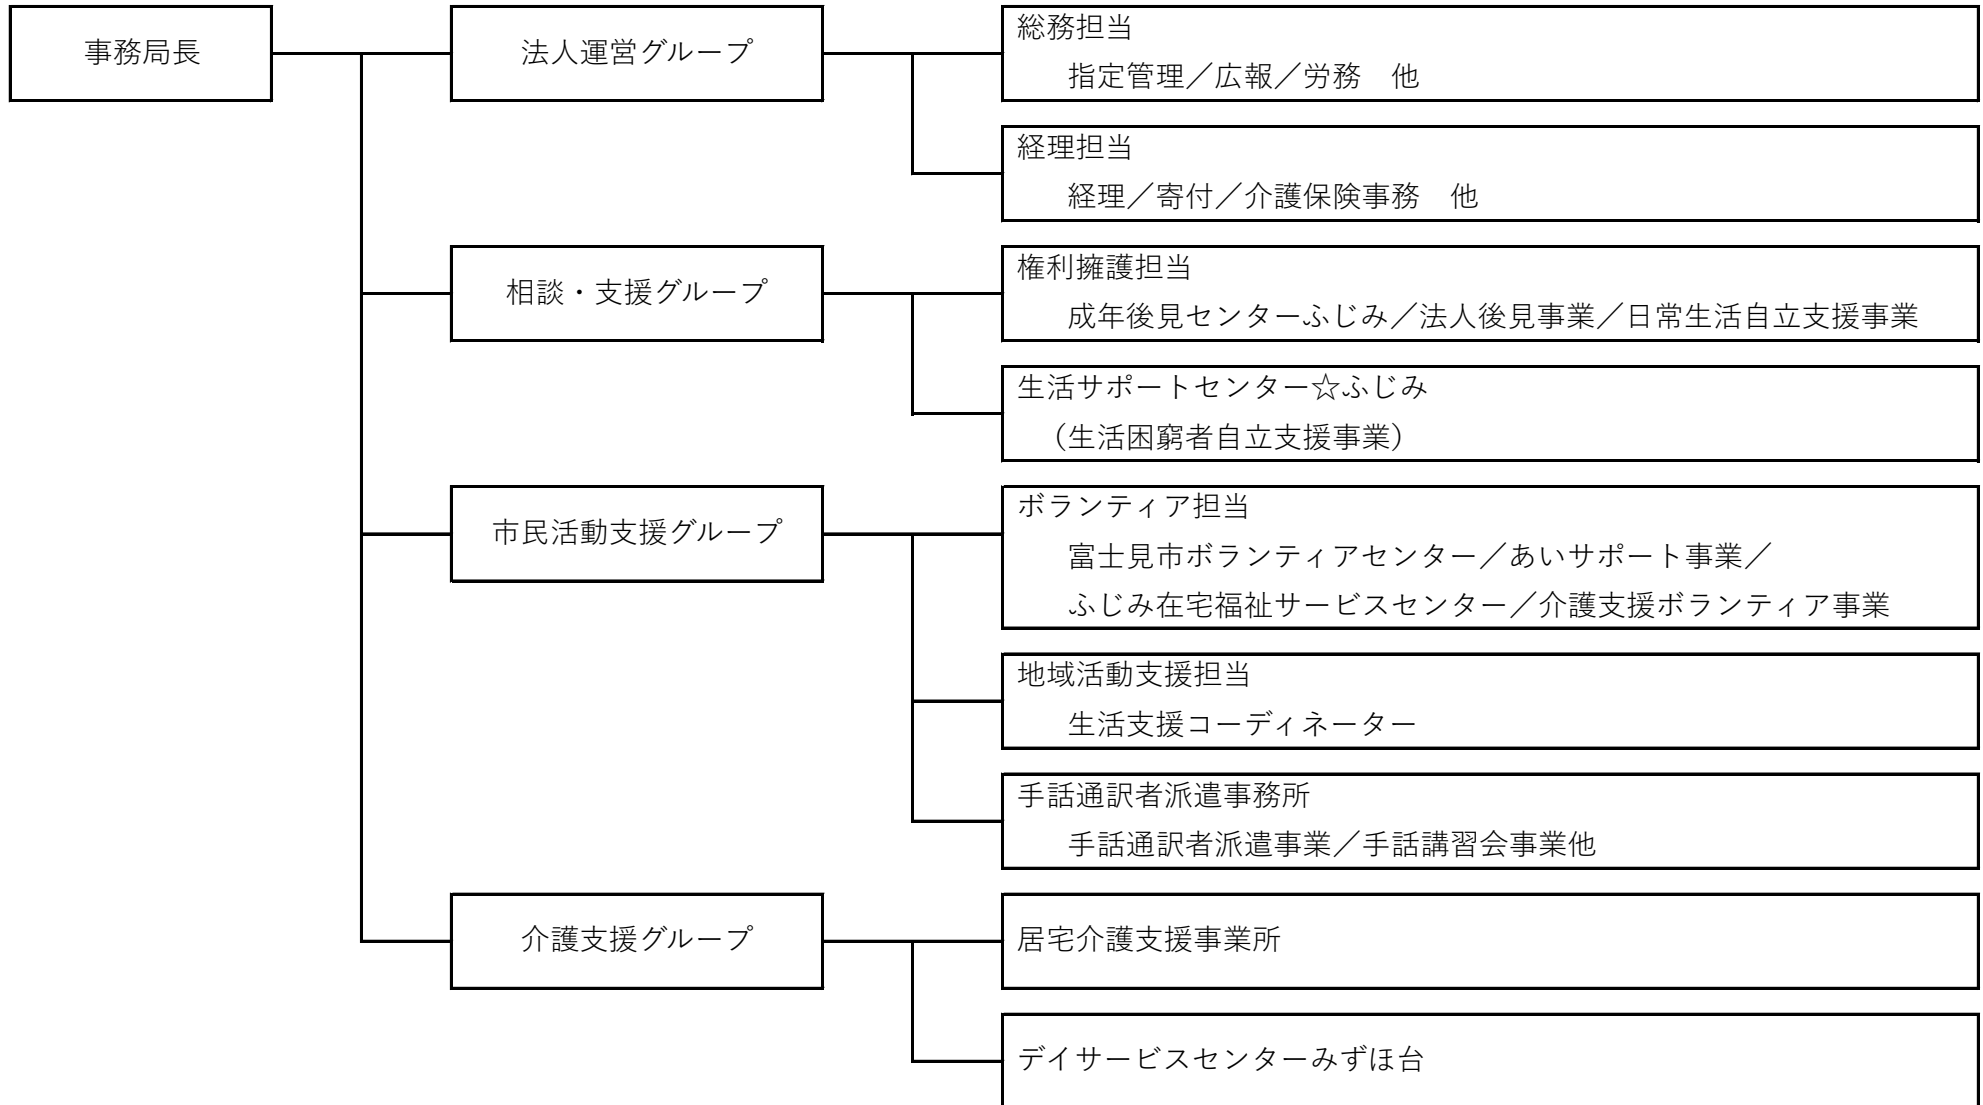 事務局長
法人運営グループ
総務担当
指定管理／広報／労務　他
経理担当
経理／寄付／介護保険事務　他
相談・支援グループ
権利擁護担当
成年後見センターふじみ／法人後見事業／日常生活自立支援事業
生活サポートセンター☆ふじみ
（生活困窮者自立支援事業）
市民活動支援グループ
ボランティア担当
富士見市ボランティアセンター／あいサポート事業／
ふじみ在宅福祉サービスセンター／介護支援ボランティア事業
地域活動支援担当
生活支援コーディネーター
手話通訳者派遣事務所
手話通訳者派遣事業／手話講習会事業他
介護支援グループ
居宅介護支援事業所
デイサービスセンターみずほ台